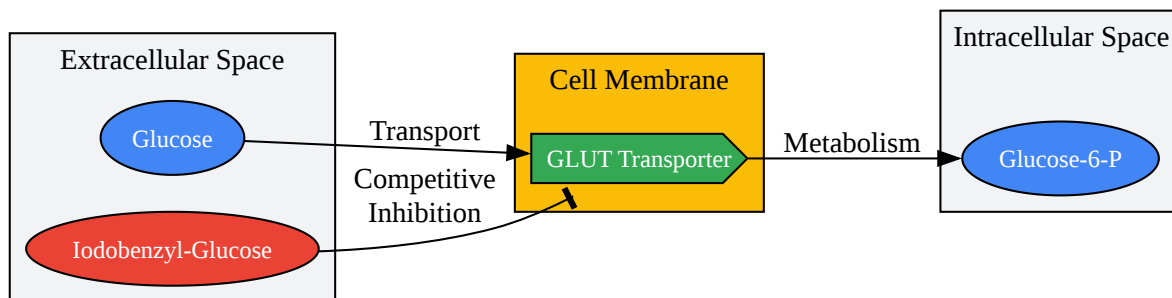 Extracellular Space
Glucose
Iodobenzyl-Glucose
Transport
Competitive
Inhibition
Cell Membrane
GLUT Transporter
Metabolism
Intracellular Space
Glucose-6-P